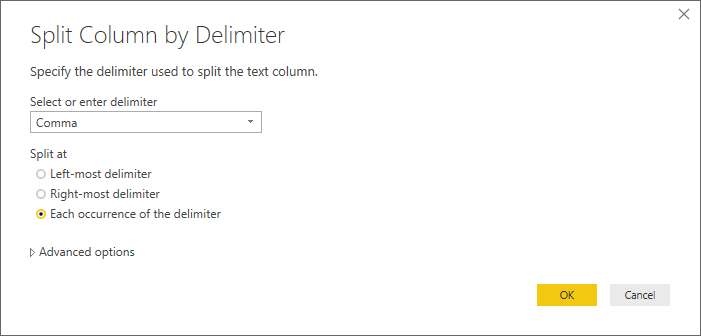 Split Column by Delimiter
Specify the delimiter used to split the text column.
Select or enter delimiter
Comma
Split at
Left-most delimiter
Right-most delimiter
Each occurrence of the delimiter
Advanced options
OK
Cancel